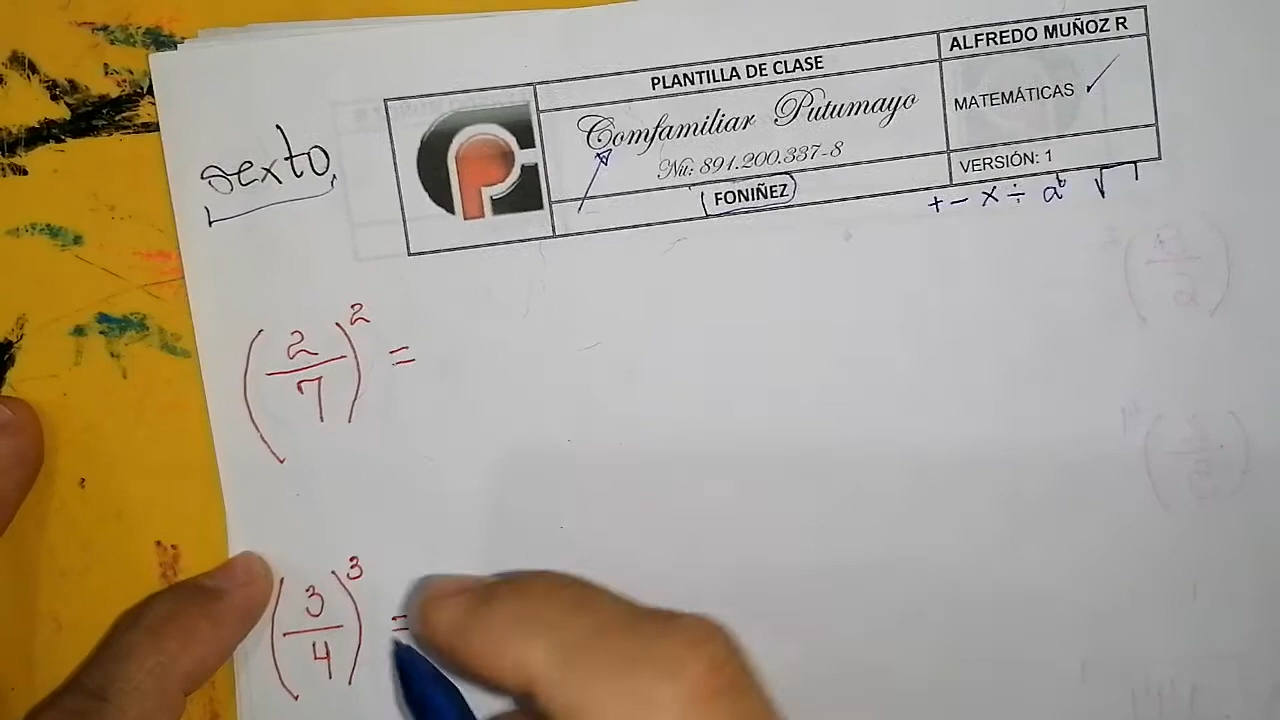 PLANTILLA DE CLASE
ALFREDO MUÑOZ R
Comfamiliar Putumayo
MATEMÁTICAS ✓
Nit: 891.200.337-8
VERSIÓN: 1
FONIÑEZ
sexto
+ - x ÷ a^b √
(2/7)^2 =
(3/4)^3 =